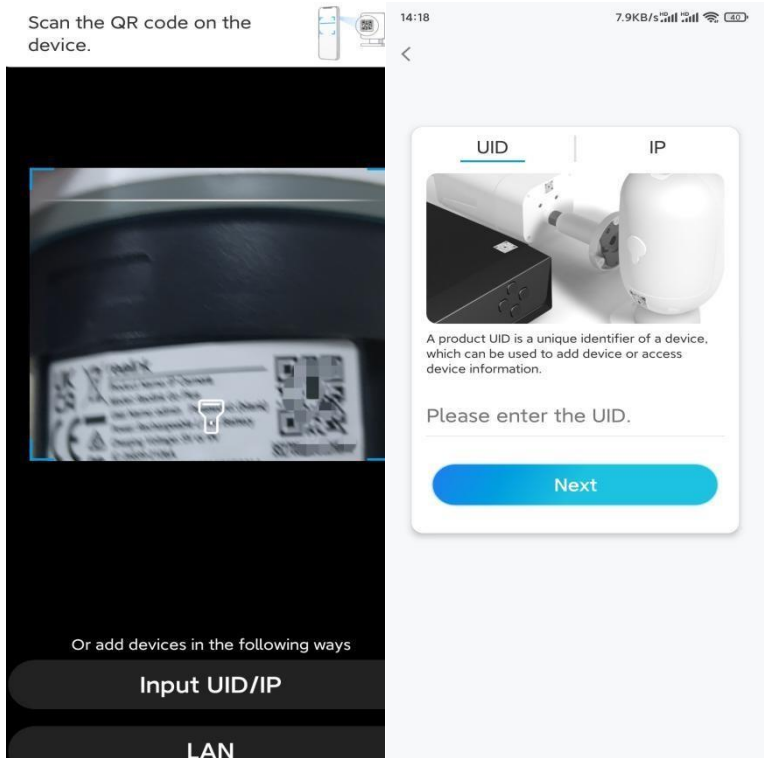 Scan the QR code on the
device.
Or add devices in the following ways
Input UID/IP
LAN
14:18
7.9KB/s
40
UID
IP
A product UID is a unique identifier of a device,
which can be used to add device or access
device information.
Please enter the UID.
Next